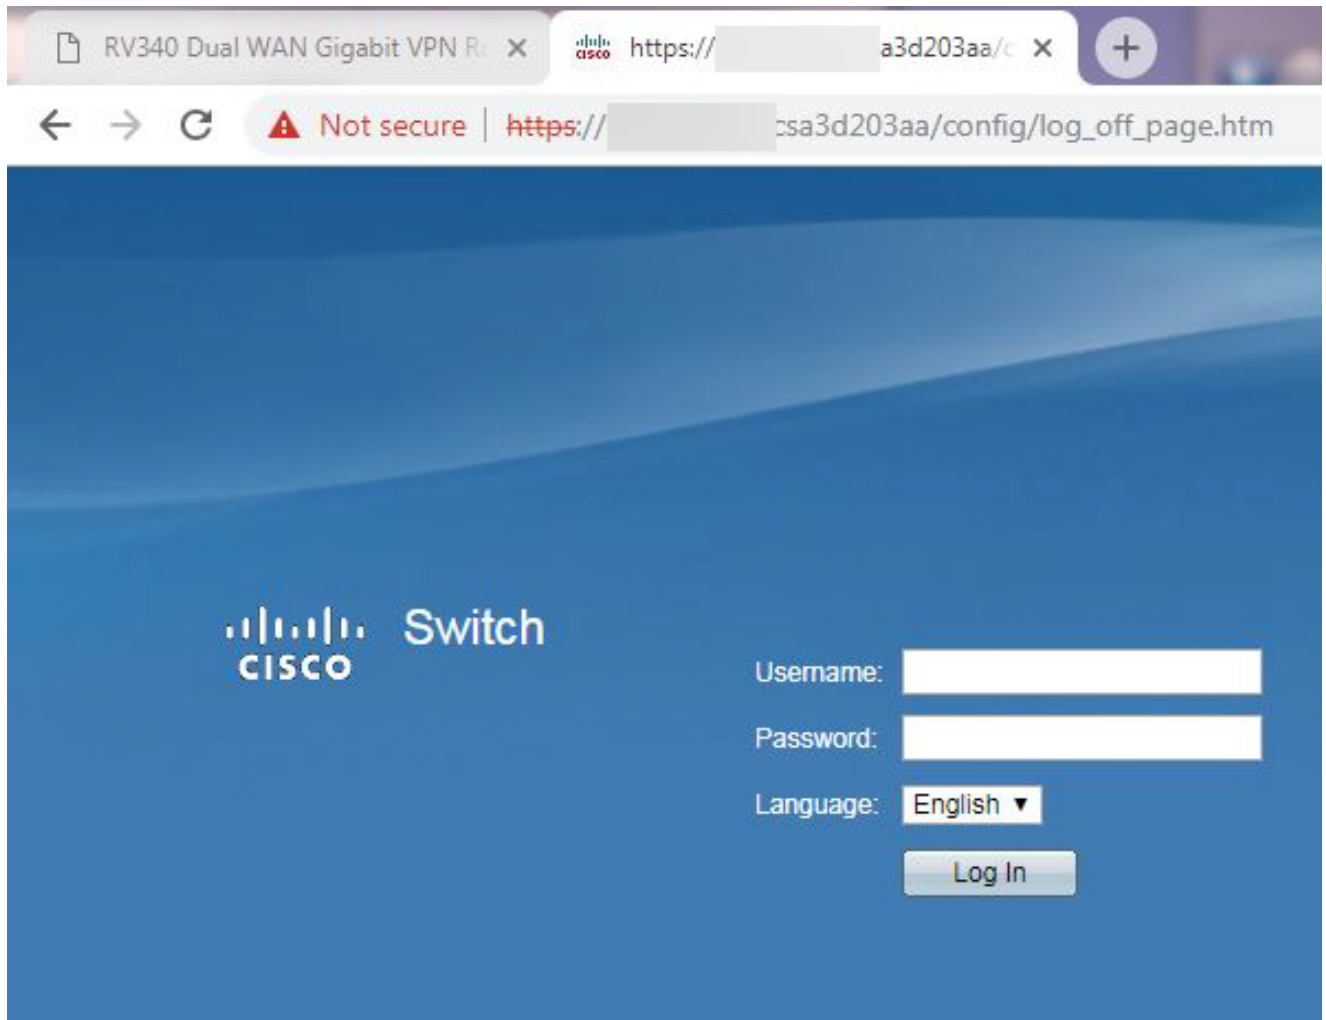 RV340 Dual WAN Gigabit VPN R
cisco https:// a3d203aa/c
Not secure | https:// csa3d203aa/config/log_off_page.htm
CISCO Switch
Username:
Password:
Language: English
Log In